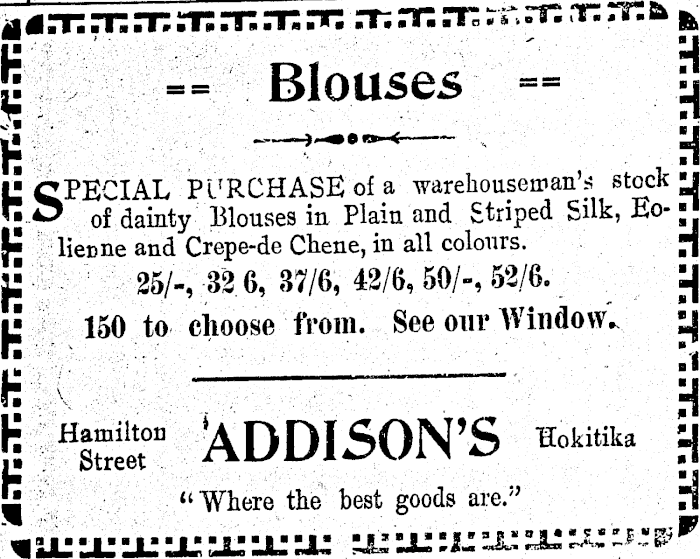 == Blouses ==
SPECIAL PURCHASE of a warehouseman's stock
of dainty Blouses in Plain and Striped Silk, Eo-
lienne and Crepe-de Chene, in all colours.
25/-, 32 6, 37/6, 42/6, 50/-, 52/6.
150 to choose from. See our Window.
Hamilton Street
ADDISON'S
Hokitika
"Where the best goods are."